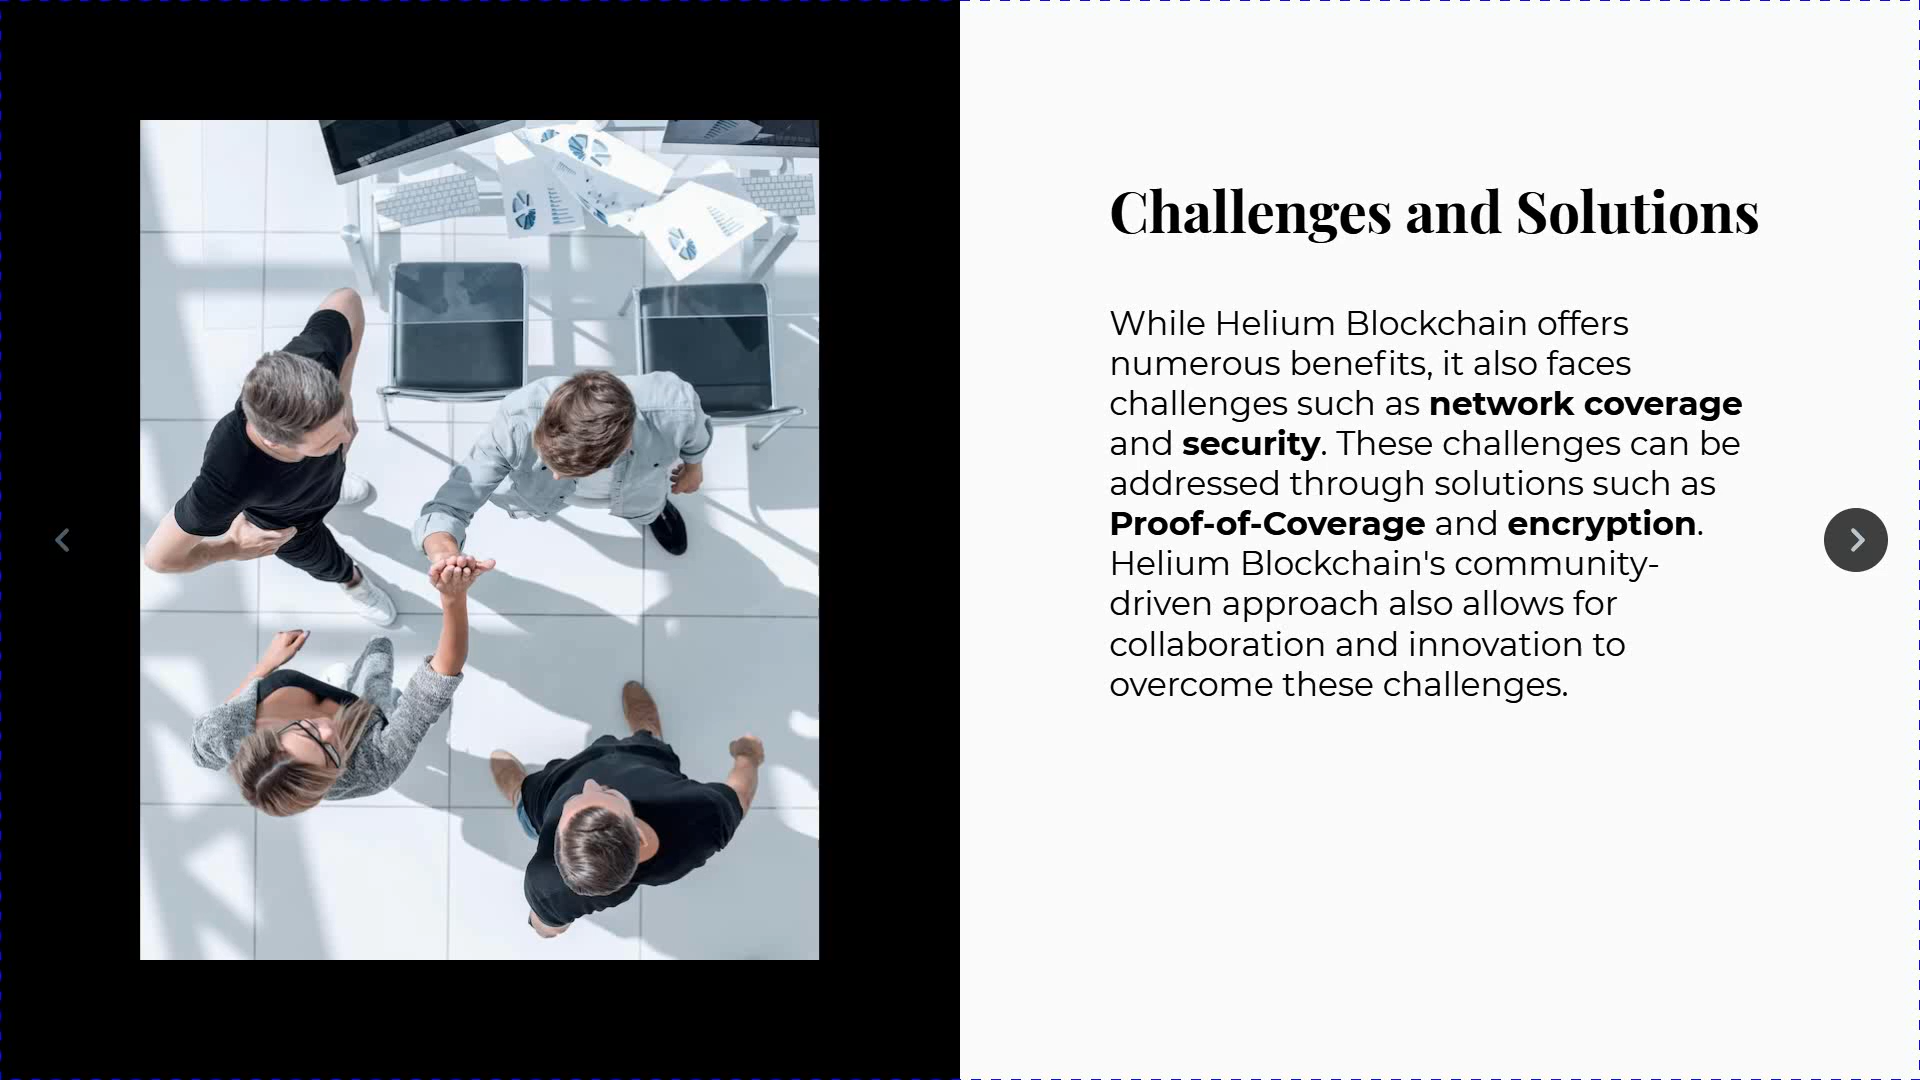 Challenges and Solutions
While Helium Blockchain offers
numerous benefits, it also faces
challenges such as network coverage
and security. These challenges can be
addressed through solutions such as
Proof-of-Coverage and encryption.
Helium Blockchain's community-
driven approach also allows for
collaboration and innovation to
overcome these challenges.